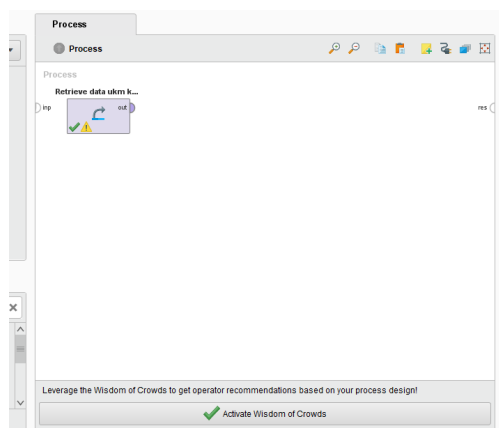 Process
Process
Process
Retrieve data ukm k...
inp
out
res
Leverage the Wisdom of Crowds to get operator recommendations based on your process design!
Activate Wisdom of Crowds